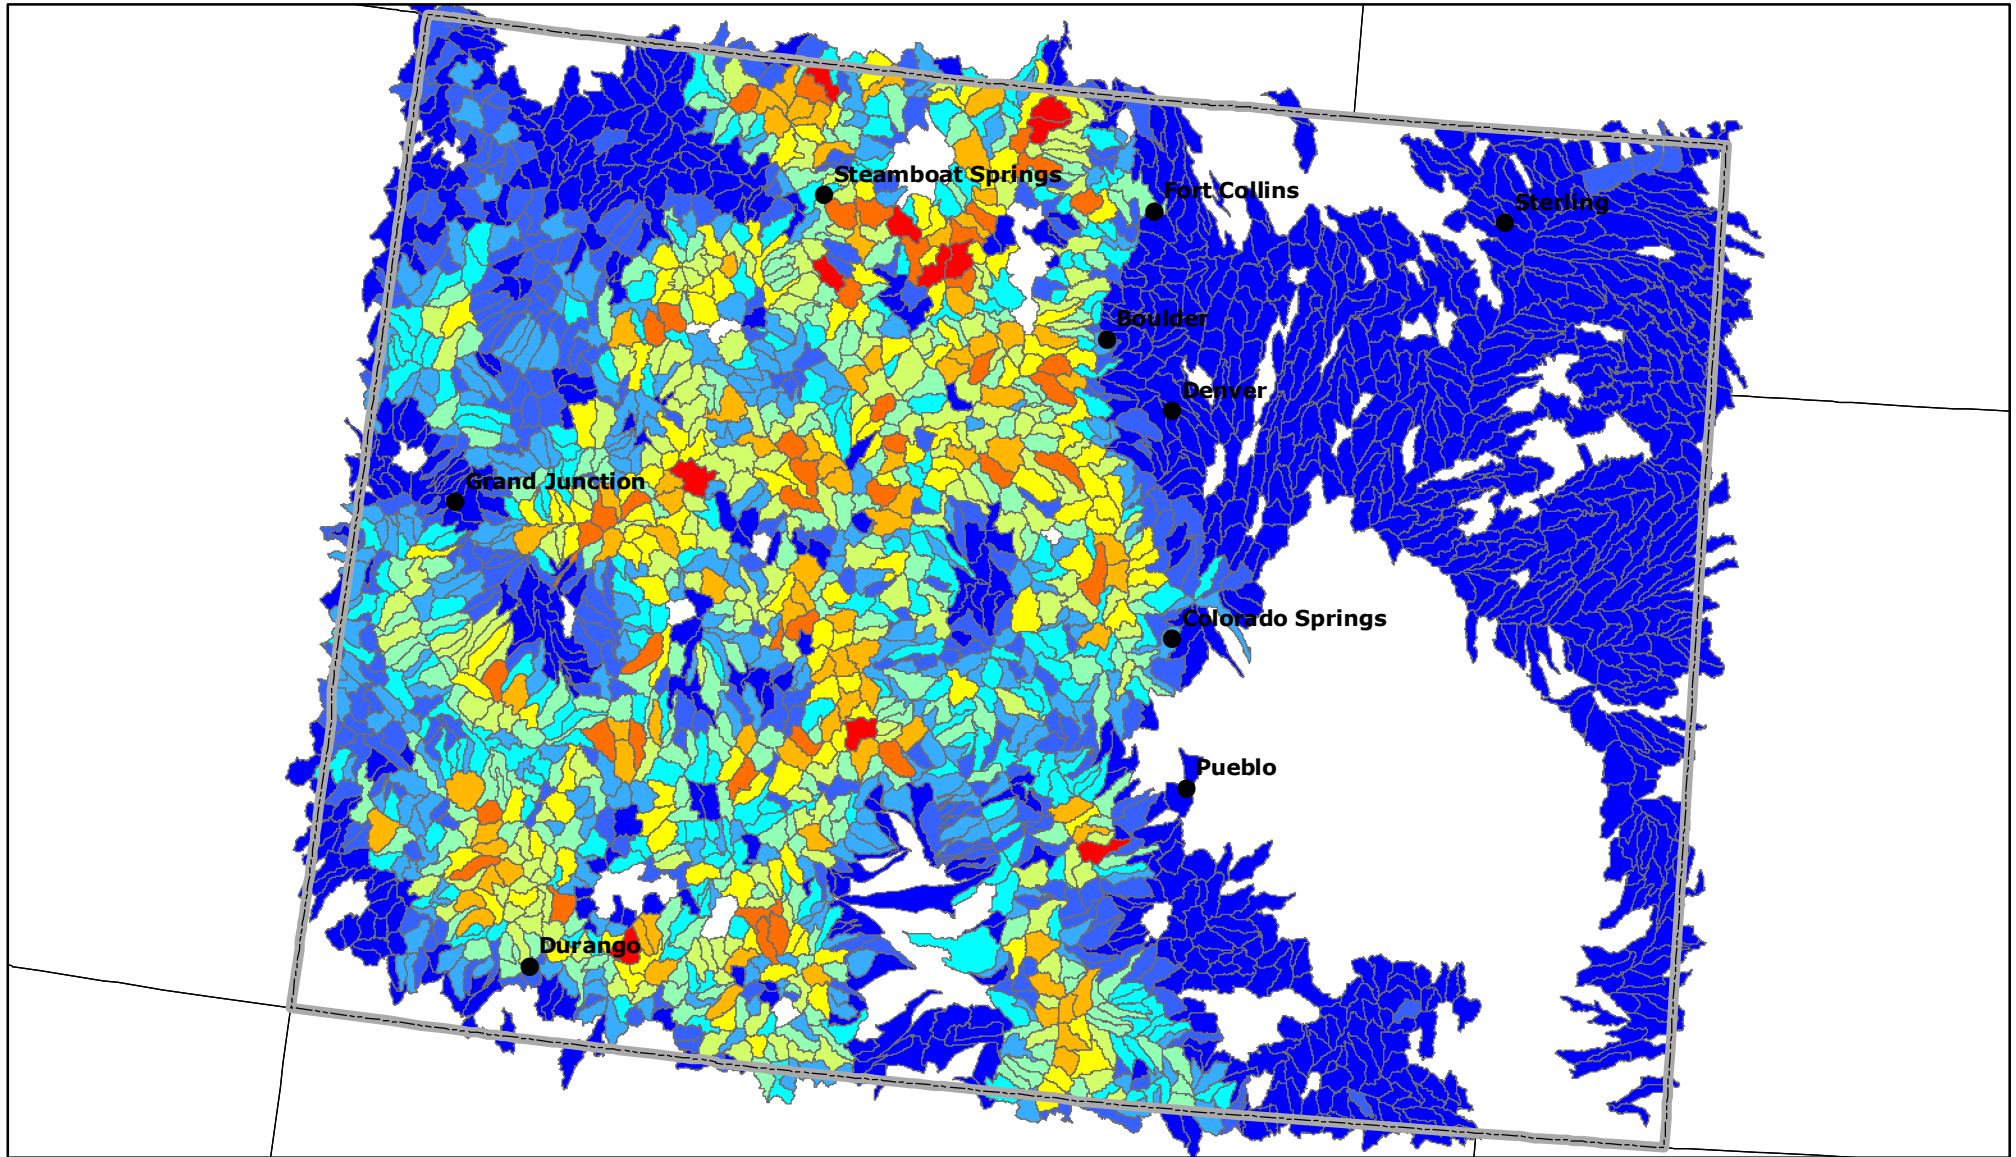 Steamboat Springs
Fort Collins
Sterling
Boulder
Denver
Grand Junction
Colorado Springs
Pueblo
Durango